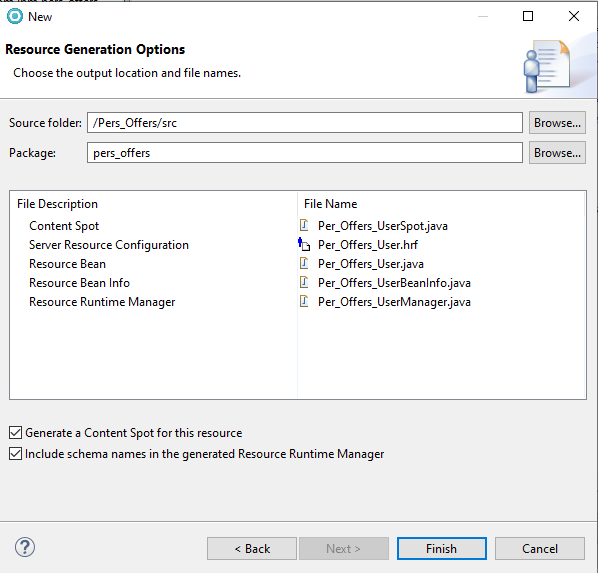 New
Resource Generation Options
Choose the output location and file names.
Source folder: /Pers_Offers/src Browse...
Package: pers_offers Browse...
File Description File Name
Content Spot Per_Offers_UserSpot.java
Server Resource Configuration Per_Offers_User.hrf
Resource Bean Per_Offers_User.java
Resource Bean Info Per_Offers_UserBeanInfo.java
Resource Runtime Manager Per_Offers_UserManager.java
Generate a Content Spot for this resource
Include schema names in the generated Resource Runtime Manager
? < Back Next > Finish Cancel